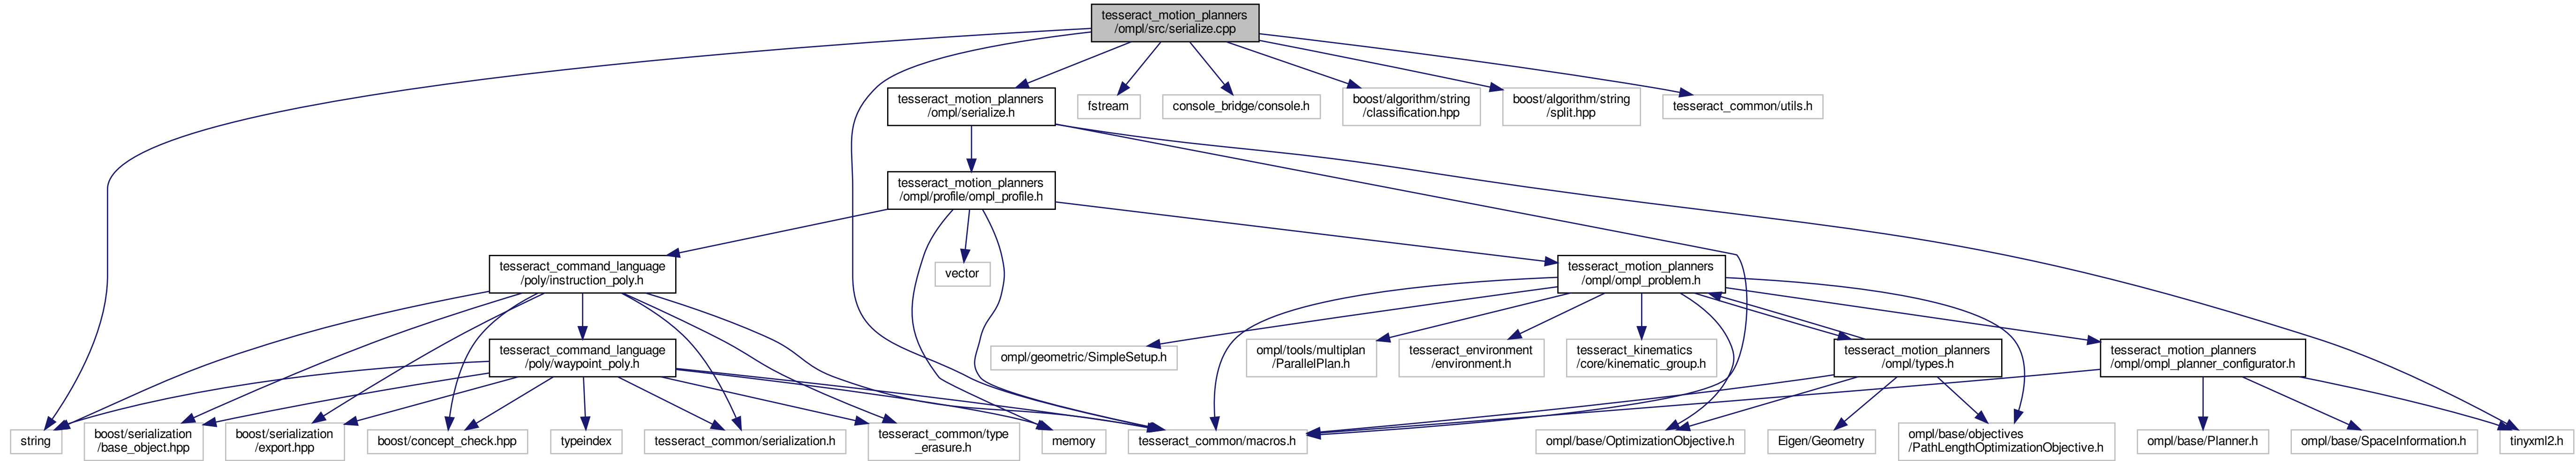 tesseract_motion_planners
/ompl/src/serialize.cpp
tesseract_motion_planners
/ompl/serialize.h
fstream
console_bridge/console.h
boost/algorithm/string
/classification.hpp
boost/algorithm/string
/split.hpp
tesseract_common/utils.h
tesseract_motion_planners
/ompl/profile/ompl_profile.h
tesseract_command_language
/poly/instruction_poly.h
vector
tesseract_motion_planners
/ompl/ompl_problem.h
tesseract_command_language
/poly/waypoint_poly.h
ompl/geometric/SimpleSetup.h
ompl/tools/multiplan
/ParallelPlan.h
tesseract_environment
/environment.h
tesseract_kinematics
/core/kinematic_group.h
tesseract_motion_planners
/ompl/types.h
tesseract_motion_planners
/ompl/ompl_planner_configurator.h
string
boost/serialization
/base_object.hpp
boost/serialization
/export.hpp
boost/concept_check.hpp
typeindex
tesseract_common/serialization.h
tesseract_common/type
_erasure.h
memory
tesseract_common/macros.h
ompl/base/OptimizationObjective.h
Eigen/Geometry
ompl/base/objectives
/PathLengthOptimizationObjective.h
ompl/base/Planner.h
ompl/base/SpaceInformation.h
tinyxml2.h